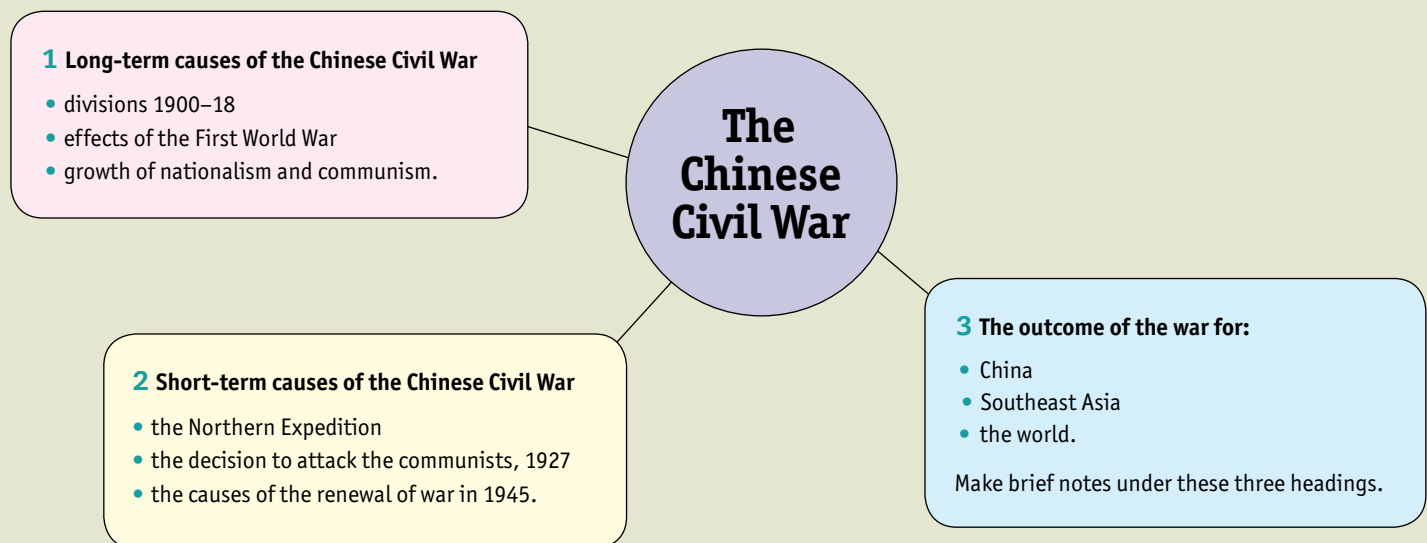 1 Long-term causes of the Chinese Civil War
• divisions 1900–18
• effects of the First World War
• growth of nationalism and communism.
The
Chinese
Civil War
2 Short-term causes of the Chinese Civil War
• the Northern Expedition
• the decision to attack the communists, 1927
• the causes of the renewal of war in 1945.
3 The outcome of the war for:
• China
• Southeast Asia
• the world.
Make brief notes under these three headings.